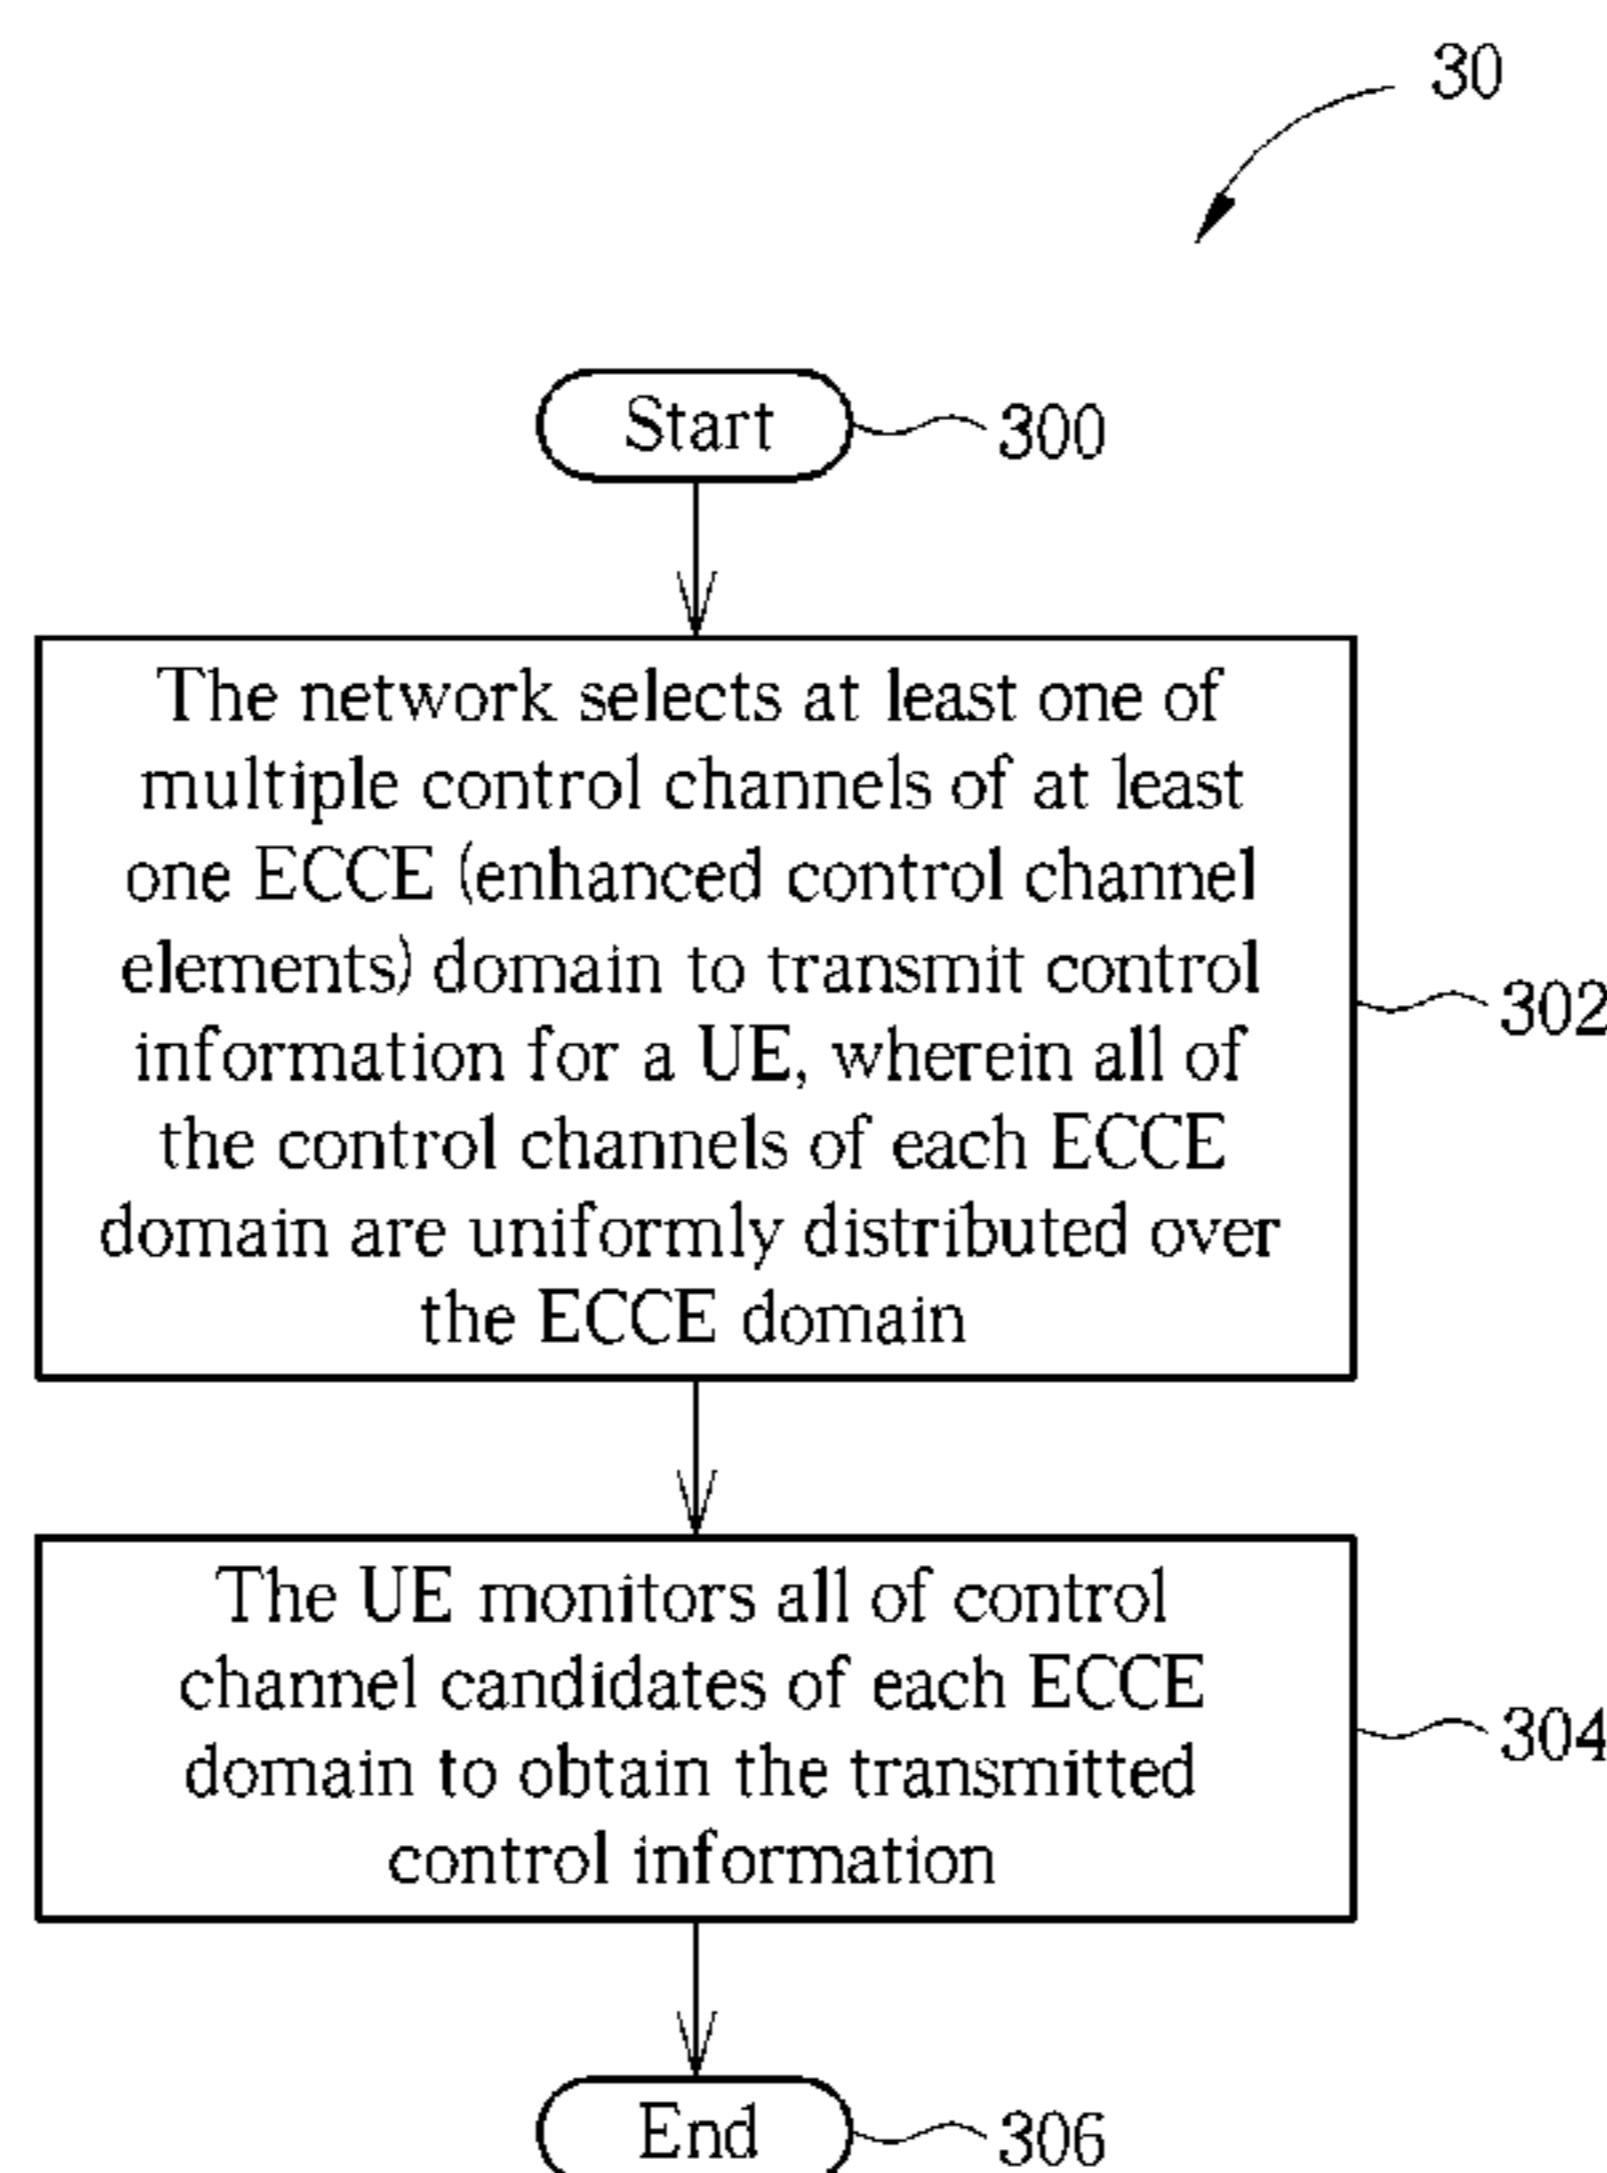 30
Start
300
The network selects at least one of
multiple control channels of at least
one ECCE (enhanced control channel
elements) domain to transmit control
information for a UE, wherein all of
the control channels of each ECCE
domain are uniformly distributed over
the ECCE domain
302
The UE monitors all of control
channel candidates of each ECCE
domain to obtain the transmitted
control information
304
End
306